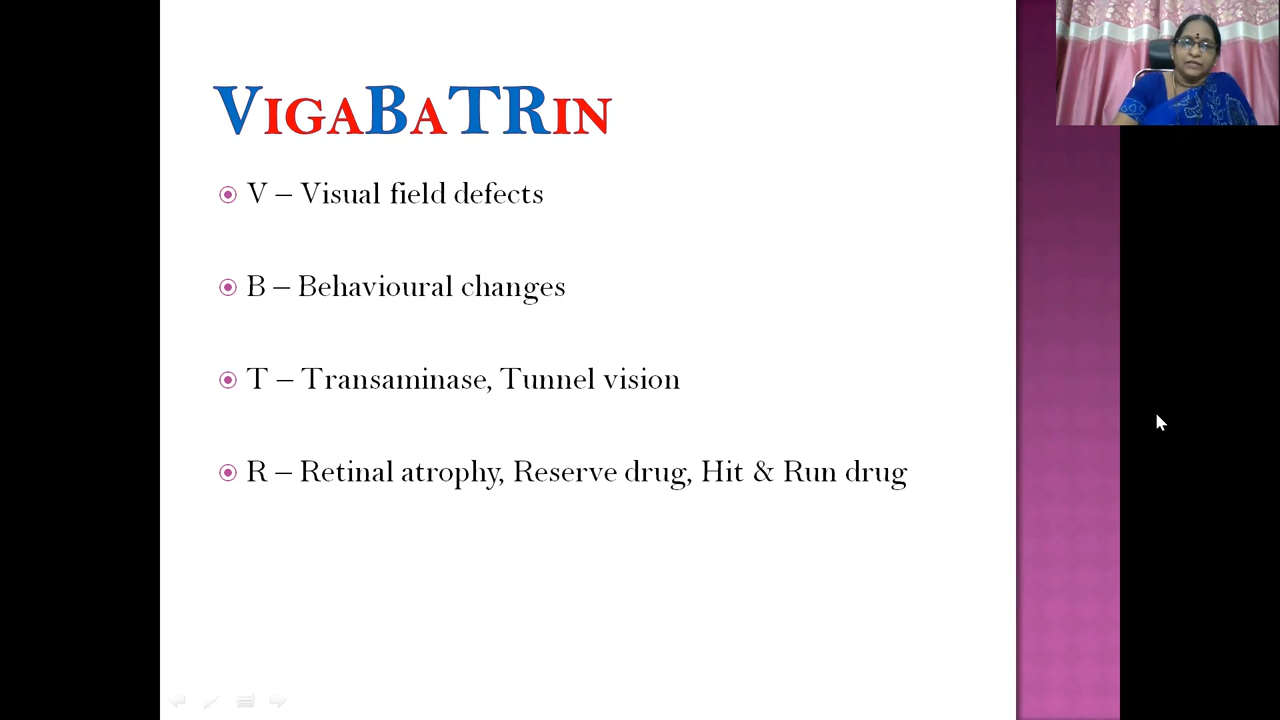 VIGABATRIN
V – Visual field defects
B – Behavioural changes
T – Transaminase, Tunnel vision
R – Retinal atrophy, Reserve drug, Hit & Run drug